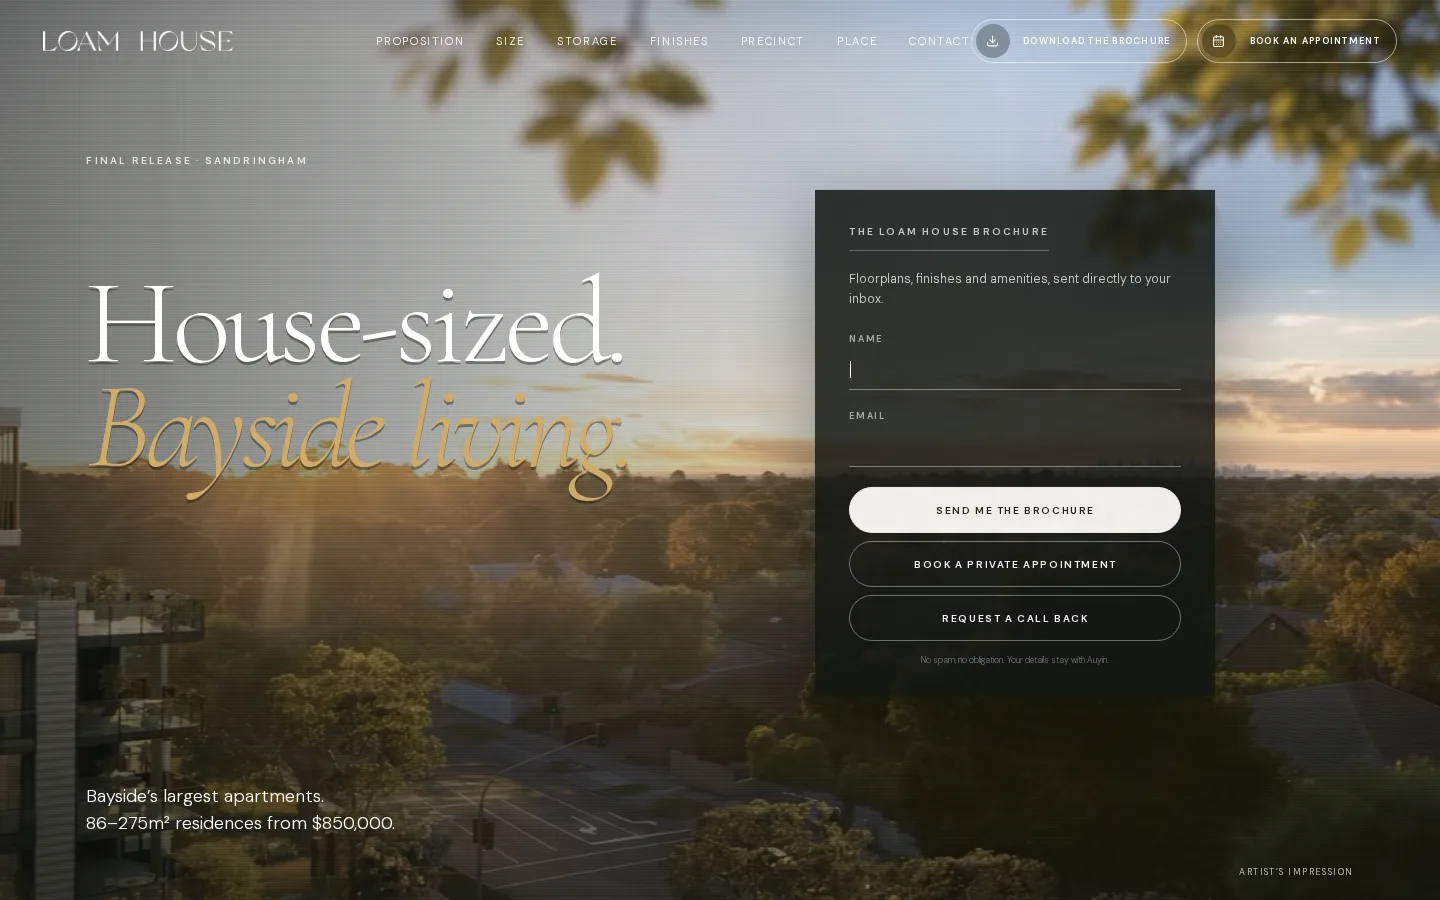 LOAM HOUSE
PROPOSITION SIZE STORAGE FINISHES PRECINCT PLACE CONTACT
DOWNLOAD THE BROCHURE
BOOK AN APPOINTMENT
FINAL RELEASE · SANDRINGHAM
House-sized.
Bayside living.
THE LOAM HOUSE BROCHURE
Floorplans, finishes and amenities, sent directly to your
inbox.
NAME
EMAIL
SEND ME THE BROCHURE
BOOK A PRIVATE APPOINTMENT
REQUEST A CALL BACK
No spam, no obligation. Your details stay with Auyin.
Bayside’s largest apartments.
86–275m² residences from $850,000.
ARTIST’S IMPRESSION